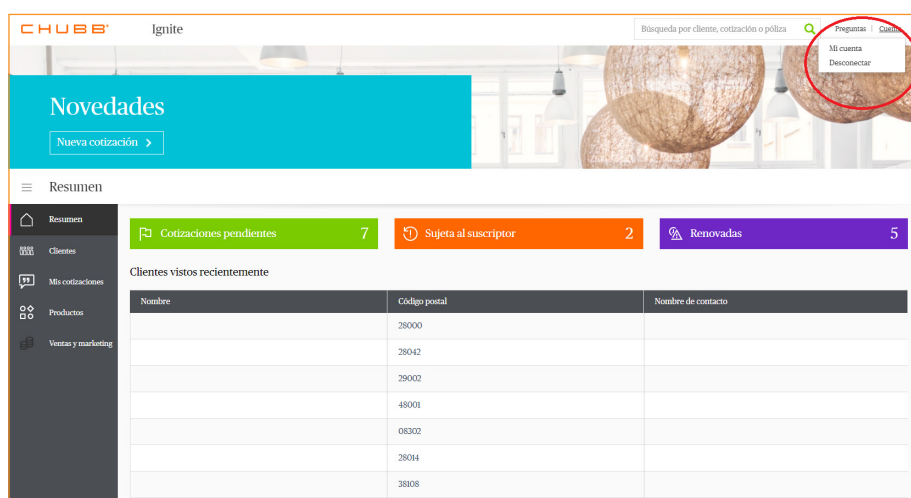 CHUBB
Ignite
Búsqueda por cliente, cotización o póliza
Preguntas | Cuenta
Mi cuenta
Desconectar
Novedades
Nueva cotización >
Resumen
Resumen
Clientes
Mis cotizaciones
Productos
Ventas y marketing
Cotizaciones pendientes 7
Sujeta al suscriptor 2
Renovadas 5
Clientes vistos recientemente
Nombre Código postal Nombre de contacto
28000
28042
29002
48001
08302
28014
38108